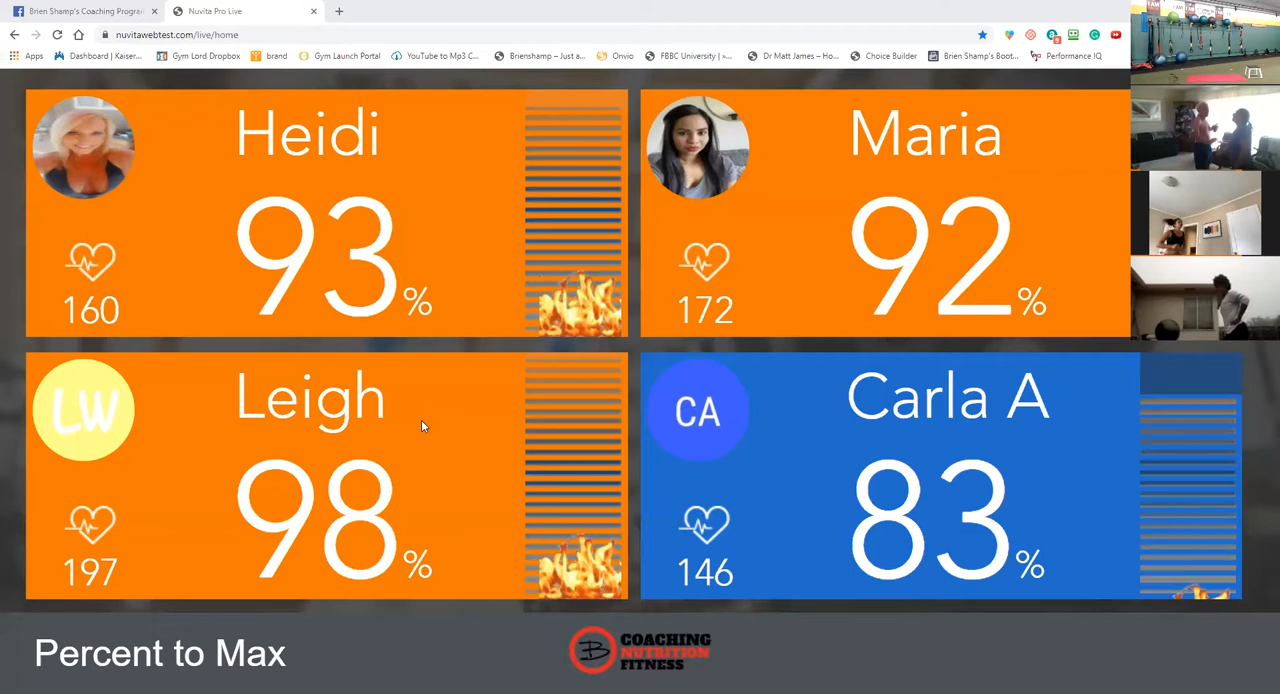 Brien Shamp's Coaching Progra
Nuvita Pro Live
nuvitawebtest.com/live/home
Apps
Dashboard | Kaiser...
Gym Lord Dropbox
brand
Gym Launch Portal
YouTube to Mp3 C...
Brienshamp – Just a...
Onvio
FBBC University | »...
Dr Matt James – Ho...
Choice Builder
Brien Shamp's Boot...
Performance IQ
Heidi
93%
160
Maria
92%
172
LW
Leigh
98%
197
CA
Carla A
83%
146
Percent to Max
B COACHING
NUTRITION
FITNESS